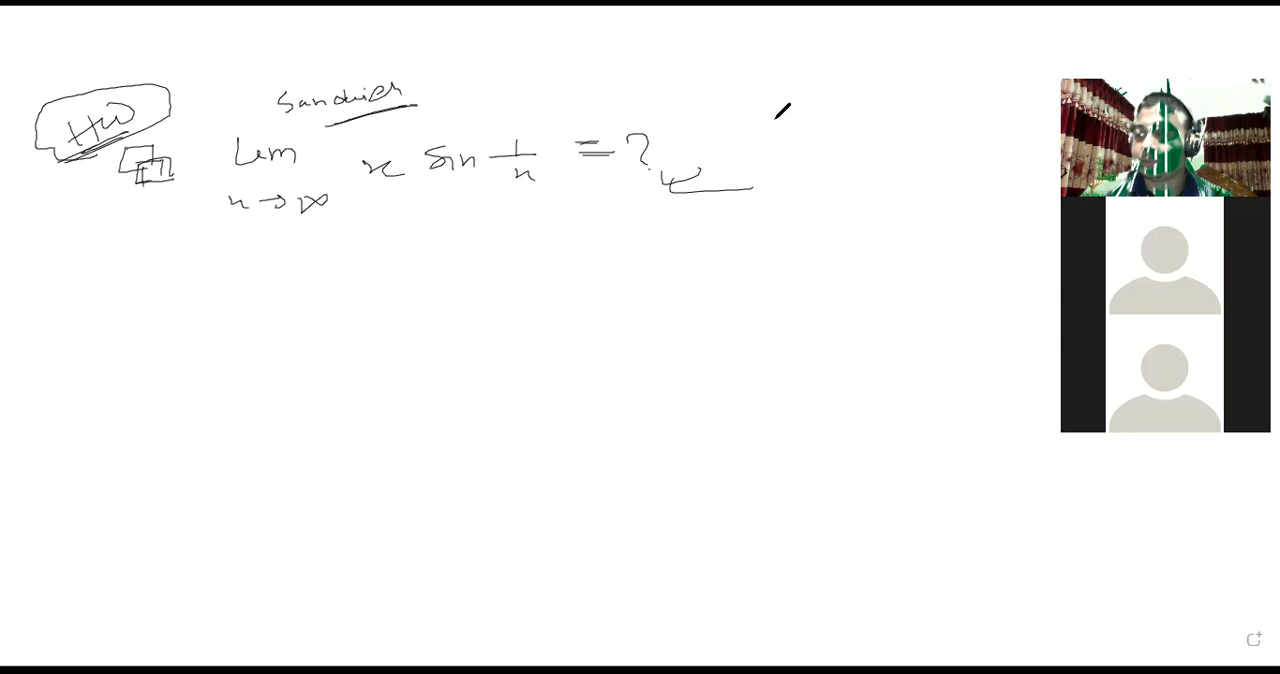 Sandwich
HW
Lim x sin 1/x = ?
x → ∞